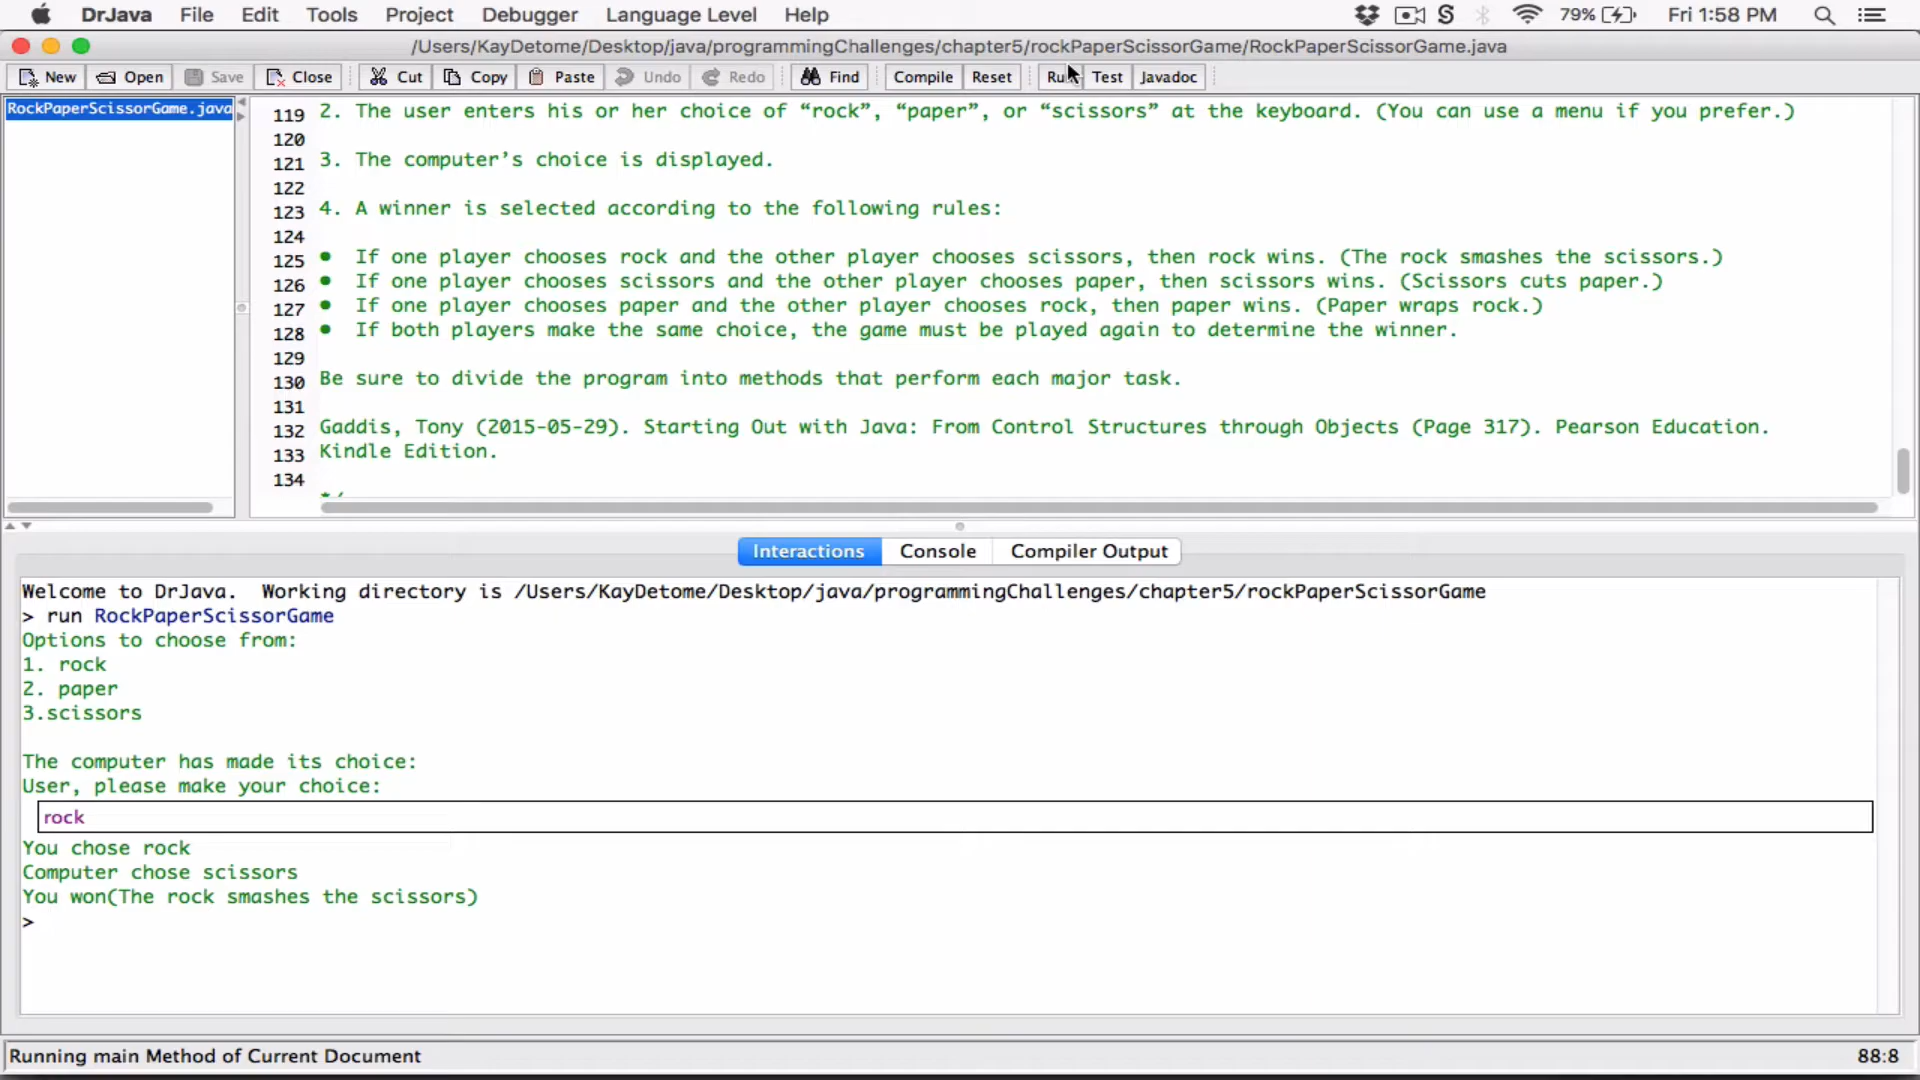 DrJava File Edit Tools Project Debugger Language Level Help 79% Fri 1:58 PM
/Users/KayDetome/Desktop/java/programmingChallenges/chapter5/rockPaperScissorGame/RockPaperScissorGame.java
New Open Save Close Cut Copy Paste Undo Redo Find Compile Reset Test Javadoc
RockPaperScissorGame.java
119 2. The user enters his or her choice of “rock”, “paper”, or “scissors” at the keyboard. (You can use a menu if you prefer.)
120
121 3. The computer’s choice is displayed.
122
123 4. A winner is selected according to the following rules:
124
125 • If one player chooses rock and the other player chooses scissors, then rock wins. (The rock smashes the scissors.)
126 • If one player chooses scissors and the other player chooses paper, then scissors wins. (Scissors cuts paper.)
127 • If one player chooses paper and the other player chooses rock, then paper wins. (Paper wraps rock.)
128 • If both players make the same choice, the game must be played again to determine the winner.
129
130 Be sure to divide the program into methods that perform each major task.
131
132 Gaddis, Tony (2015-05-29). Starting Out with Java: From Control Structures through Objects (Page 317). Pearson Education.
133 Kindle Edition.
134
Interactions Console Compiler Output
Welcome to DrJava. Working directory is /Users/KayDetome/Desktop/java/programmingChallenges/chapter5/rockPaperScissorGame
> run RockPaperScissorGame
Options to choose from:
1. rock
2. paper
3.scissors
The computer has made its choice:
User, please make your choice:
rock
You chose rock
Computer chose scissors
You won(The rock smashes the scissors)
>
Running main Method of Current Document 88:8